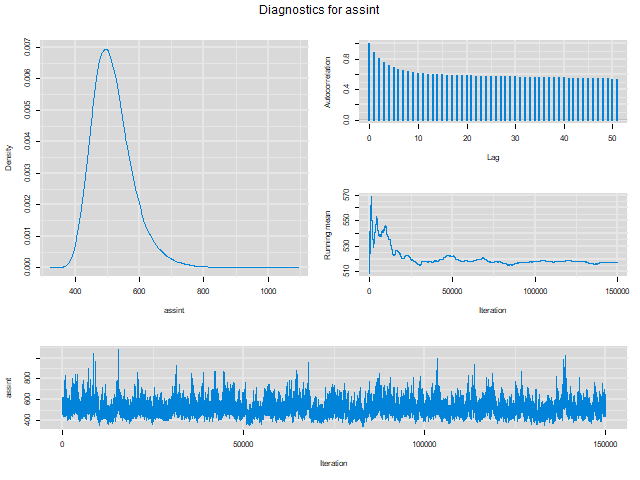 Diagnostics for assint
0.007
0.006
0.005
0.004
0.003
0.002
0.001
0.000
Density
400 600 800 1000
assint
0.8
0.4
0.0
Autocorrelation
0 10 20 30 40 50
Lag
570
550
530
510
Running mean
0 50000 100000 150000
Iteration
800
600
400
assint
0 50000 100000 150000
Iteration